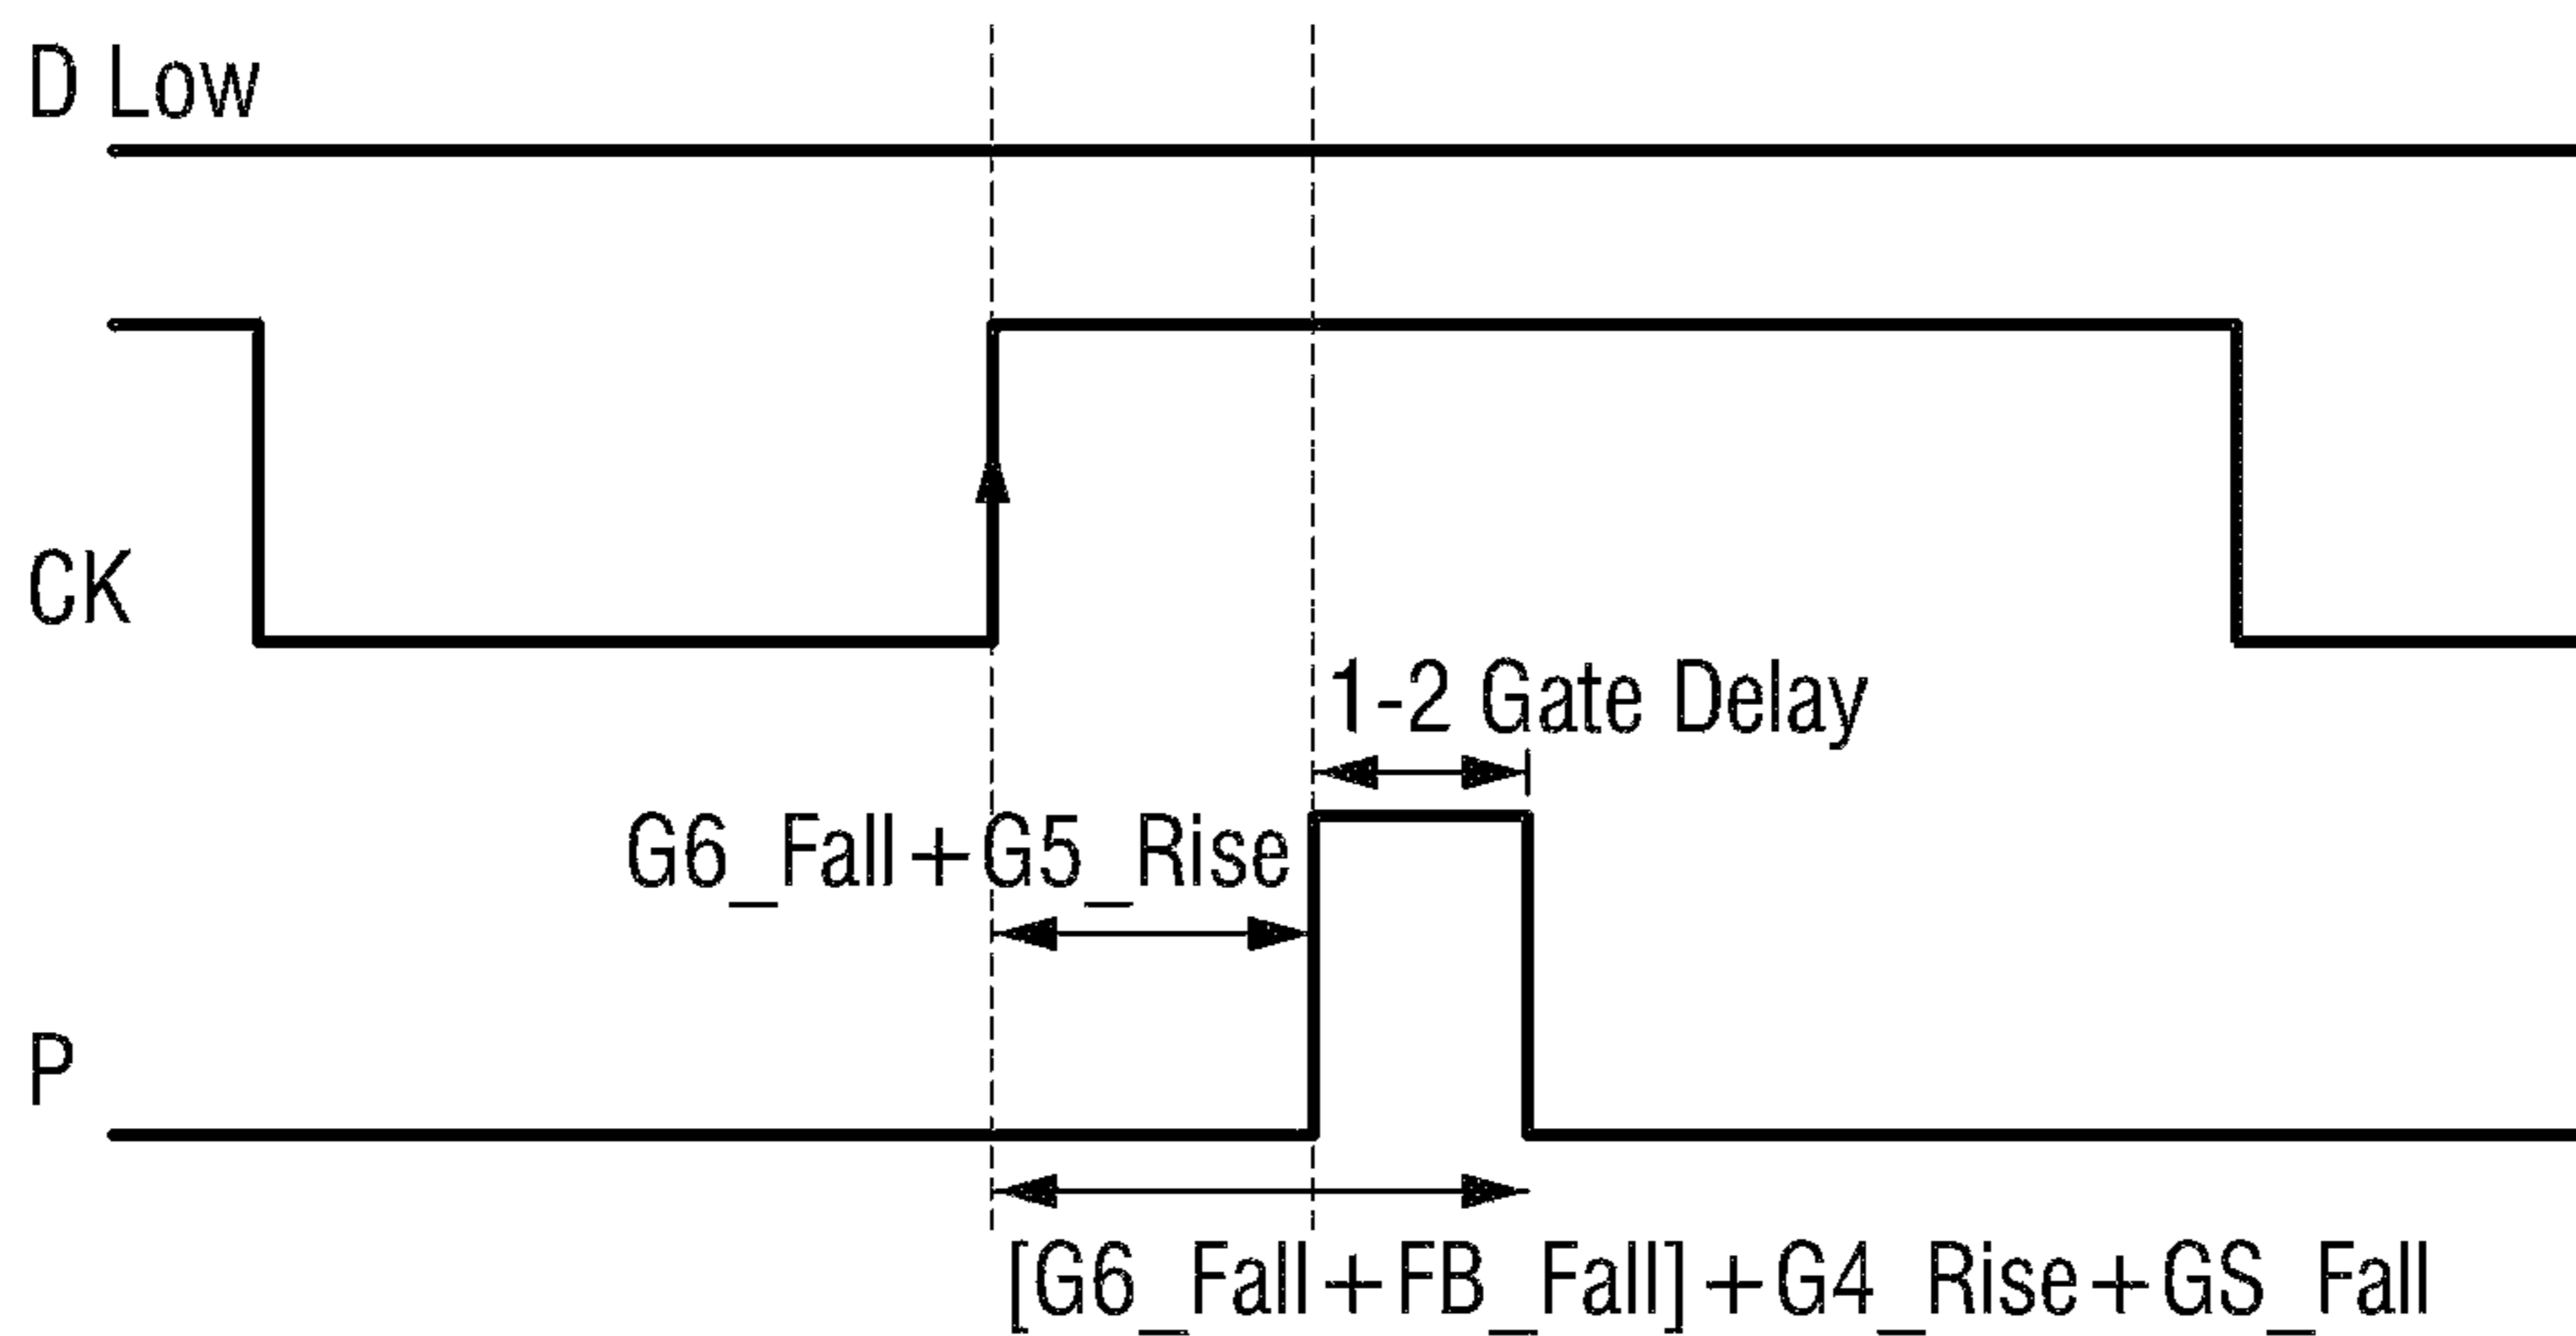 D Low
CK
1-2 Gate Delay
G6_Fall+G5_Rise
P
[G6_Fall+FB_Fall]+G4_Rise+GS_Fall